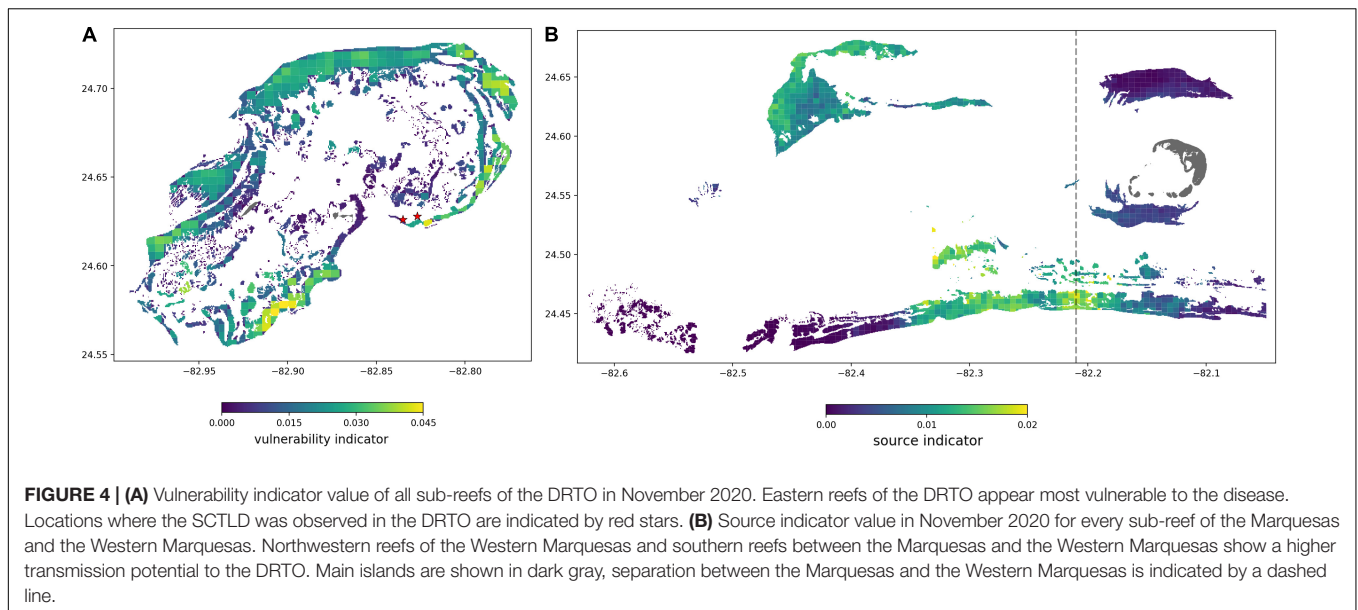 A
B
24.70
24.65
24.60
24.55
−82.95
−82.90
−82.85
−82.80
0.000
0.015
0.030
0.045
vulnerability indicator
24.65
24.60
24.55
24.50
24.45
−82.6
−82.5
−82.4
−82.3
−82.2
−82.1
0.00
0.01
0.02
source indicator
FIGURE 4 | (A) Vulnerability indicator value of all sub-reefs of the DRTO in November 2020. Eastern reefs of the DRTO appear most vulnerable to the disease.
Locations where the SCTLD was observed in the DRTO are indicated by red stars. (B) Source indicator value in November 2020 for every sub-reef of the Marquesas
and the Western Marquesas. Northwestern reefs of the Western Marquesas and southern reefs between the Marquesas and the Western Marquesas show a higher
transmission potential to the DRTO. Main islands are shown in dark gray, separation between the Marquesas and the Western Marquesas is indicated by a dashed
line.